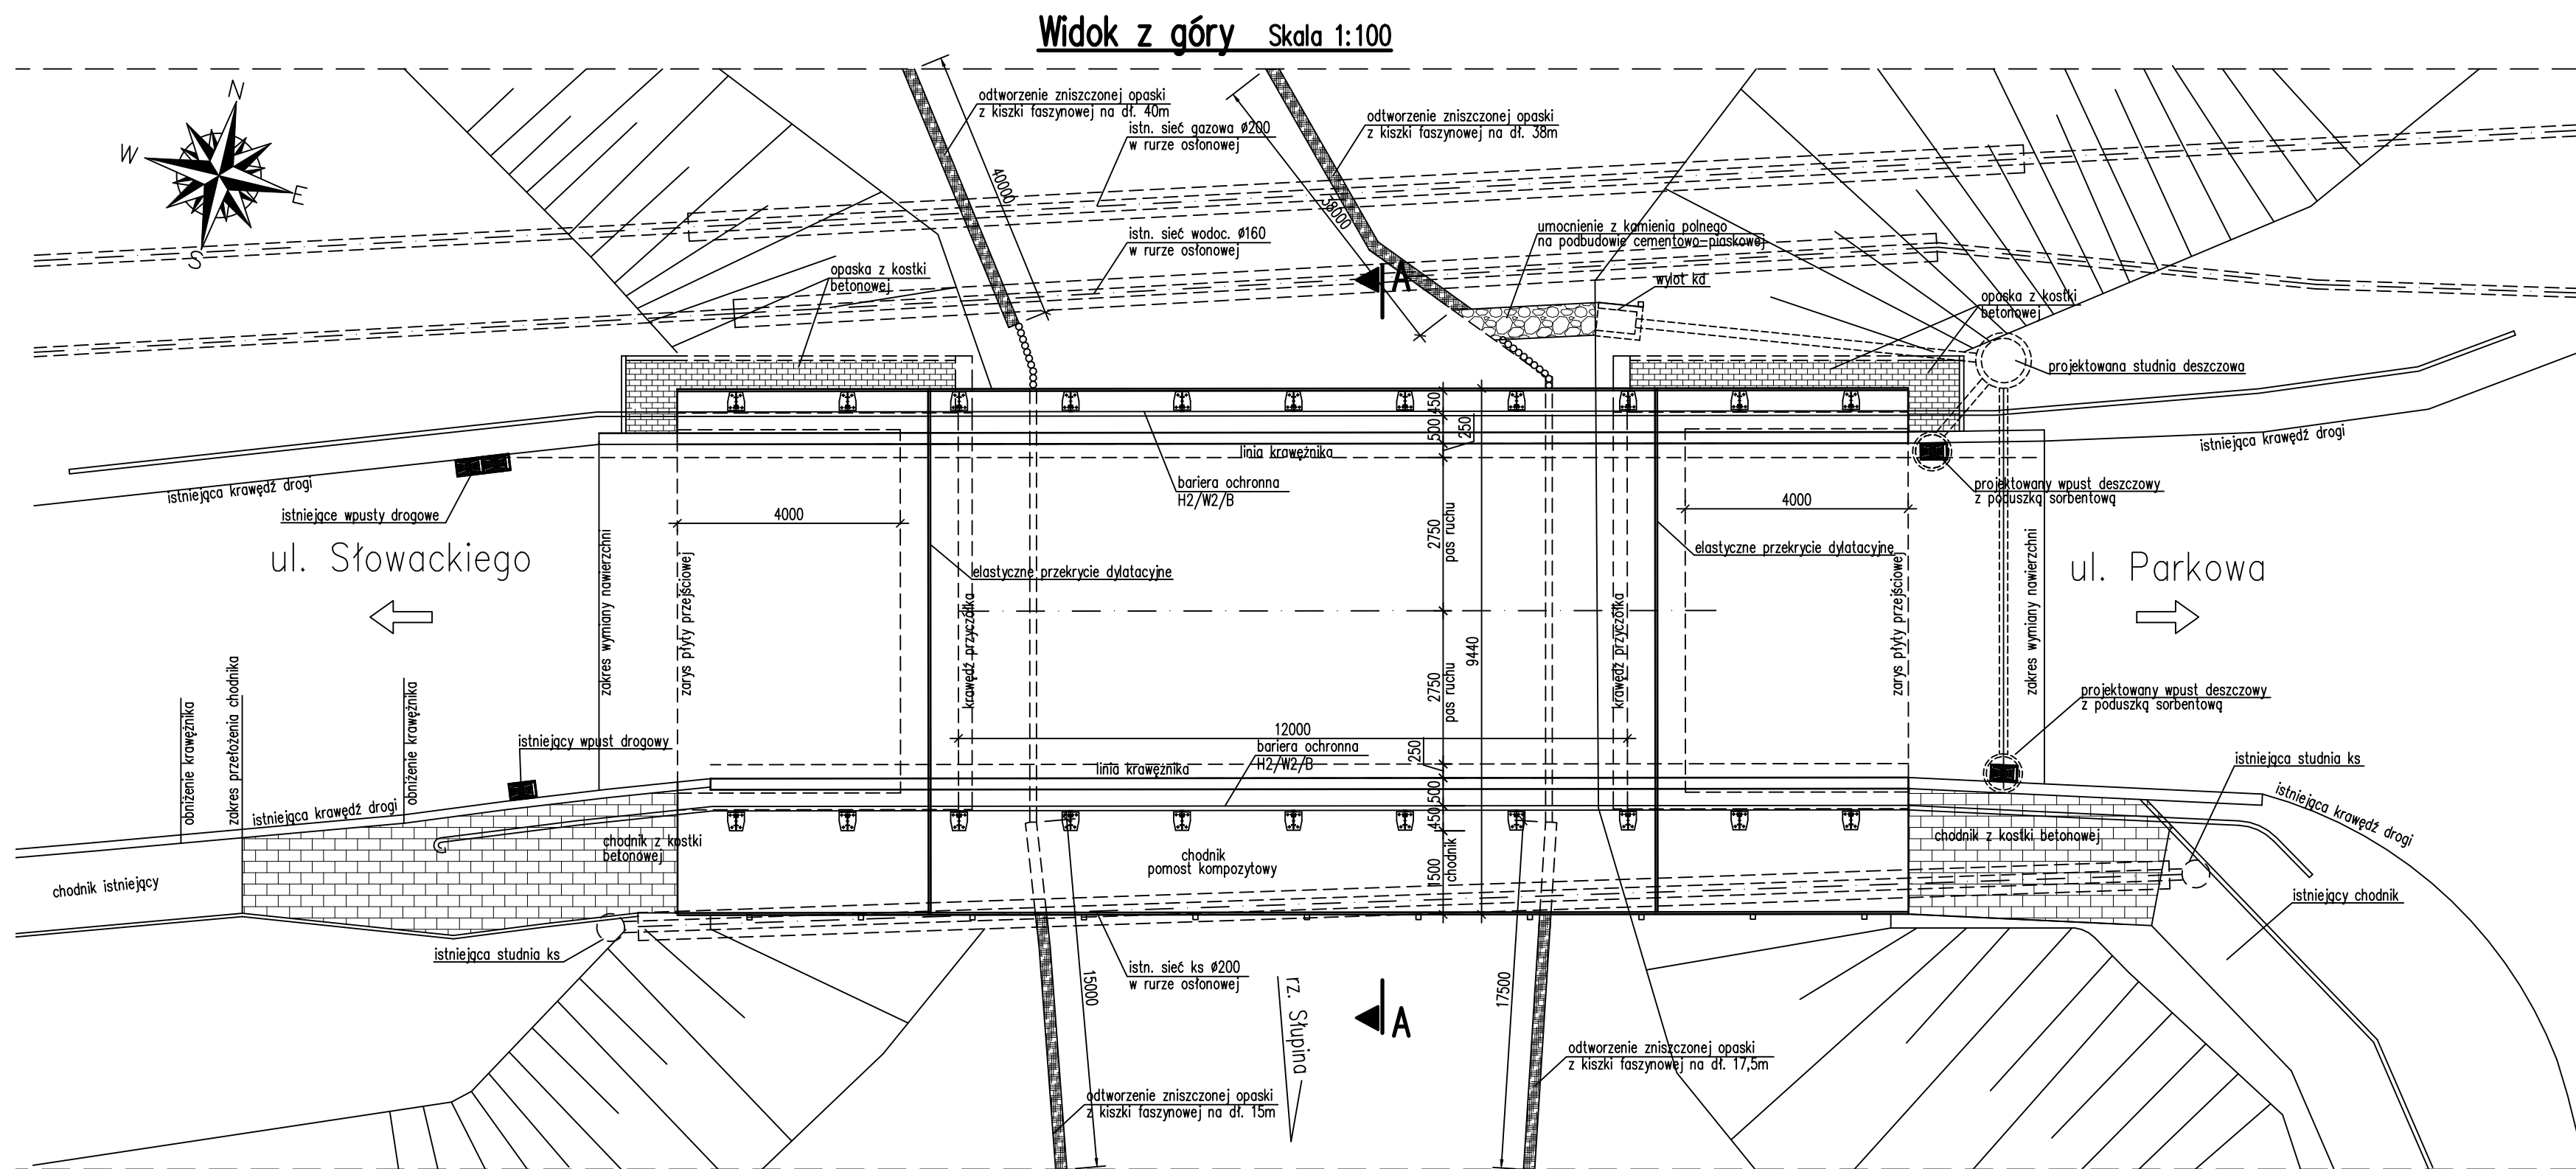 Widok z góry Skala 1:100
N
W
E
S
odtworzenie zniszczonej opaski
z kiszki faszynowej na dł. 40m
istn. sieć gazowa ø200
w rurze osłonowej
odtworzenie zniszczonej opaski
z kiszki faszynowej na dł. 38m
40000
38000
istn. sieć wodoc. ø160
w rurze osłonowej
umocnienie z kamienia polnego
na podbudowie cementowo-piaskowej
opaska z kostki
betonowej
A
wylot kd
opaska z kostki
betonowej
projektowana studnia deszczowa
450
500
250
linia krawężnika
istniejąca krawędź drogi
istniejąca krawędź drogi
istniejące wpusty drogowe
bariera ochronna
H2/W2/B
projektowany wpust deszczowy
z poduszką sorbentową
4000
4000
2750
pas ruchu
ul. Słowackiego
ul. Parkowa
elastyczne przekrycie dylatacyjne
elastyczne przekrycie dylatacyjne
zakres wymiany nawierzchni
zarys płyty przejściowej
krawędź przyczółka
krawędź przyczółka
zarys płyty przejściowej
zakres wymiany nawierzchni
9440
2750
pas ruchu
obniżenie krawężnika
zakres przełożenia chodnika
obniżenie krawężnika
projektowany wpust deszczowy
z poduszką sorbentową
istniejący wpust drogowy
12000
bariera ochronna
H2/W2/B
250
linia krawężnika
istniejąca studnia ks
500
450
istniejąca krawędź drogi
istniejąca krawędź drogi
chodnik z kostki
betonowej
chodnik z kostki betonowej
chodnik
pomost kompozytowy
1500
chodnik
chodnik istniejący
istniejący chodnik
istniejąca studnia ks
istn. sieć ks ø200
w rurze osłonowej
15000
rz. Słupina
17500
A
odtworzenie zniszczonej opaski
z kiszki faszynowej na dł. 17,5m
odtworzenie zniszczonej opaski
z kiszki faszynowej na dł. 15m